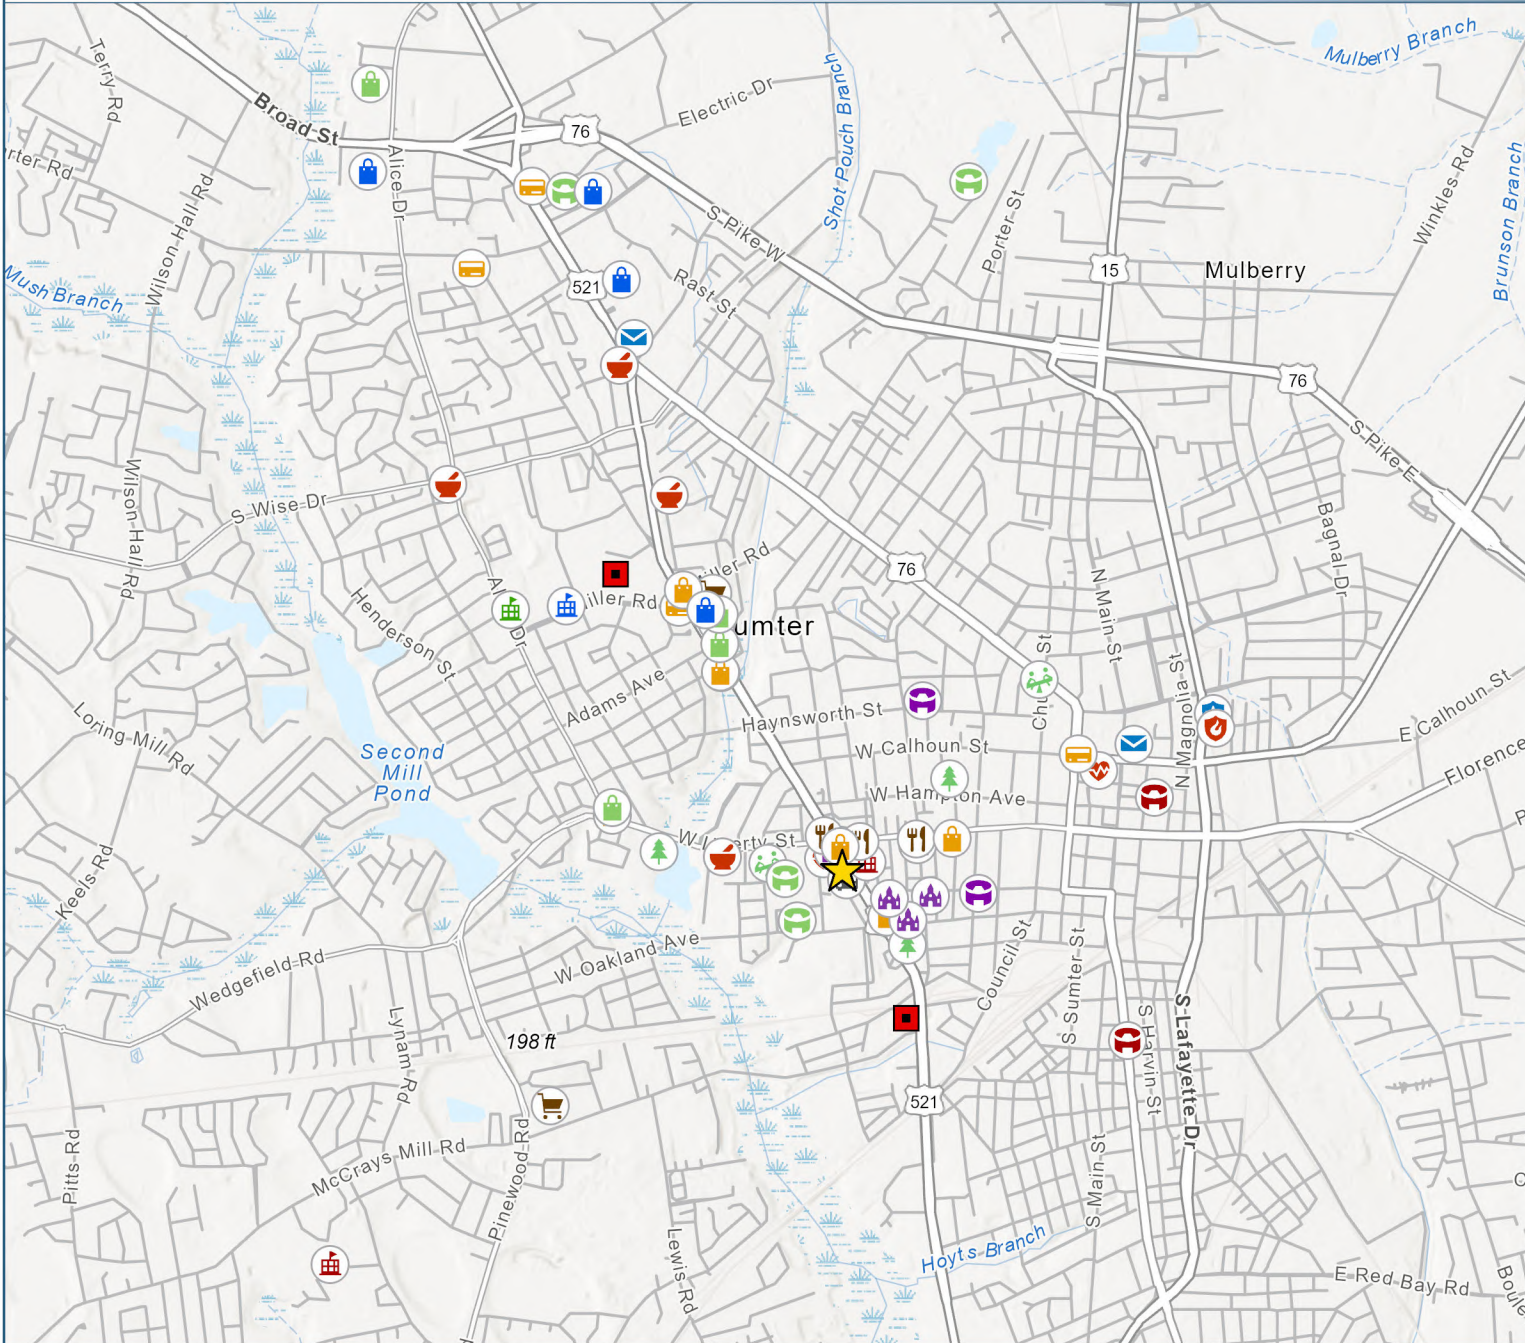 Terry Rd
Broad St
Mulberry Branch
Electric Dr
76
Shot Pouch Branch
Alice Dr
Wilson Hall Rd
Winkles Rd
Brunson Branch
S Pike W
Porter St
Mush Branch
521
Rast St
15
Mulberry
76
S Pike E
Wilson Hall Rd
S Wise Dr
Bagnal Dr
76
N Main St
Henderson St
Dr
umter
Adams Ave
Haynsworth St
W Calhoun St
N Magnolia St
E Calhoun St
Loring Mill Rd
Second
Mill
Pond
Florence
W Hampton Ave
W Liberty St
Keels Rd
W Oakland Ave
Wedgefield Rd
Council St
S Sumter St
S Lafayette Dr
S Harvin St
Lynam Rd
198 ft
521
Pitts Rd
McCrays Mill Rd
Pinewood Rd
S Main St
Lewis Rd
Hoyts Branch
E Red Bay Rd